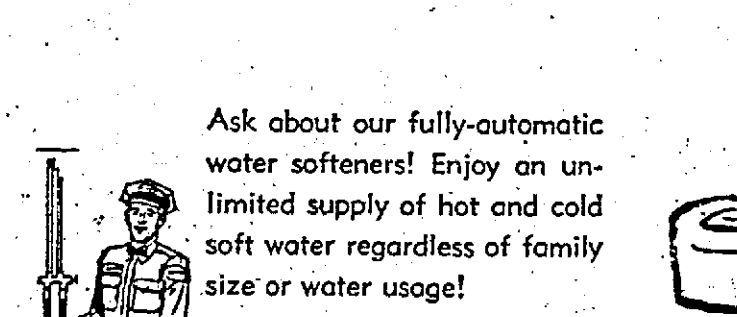 Ask about our fully-automatic
water softeners! Enjoy an un-
limited supply of hot and cold
soft water regardless of family
size or water usage!